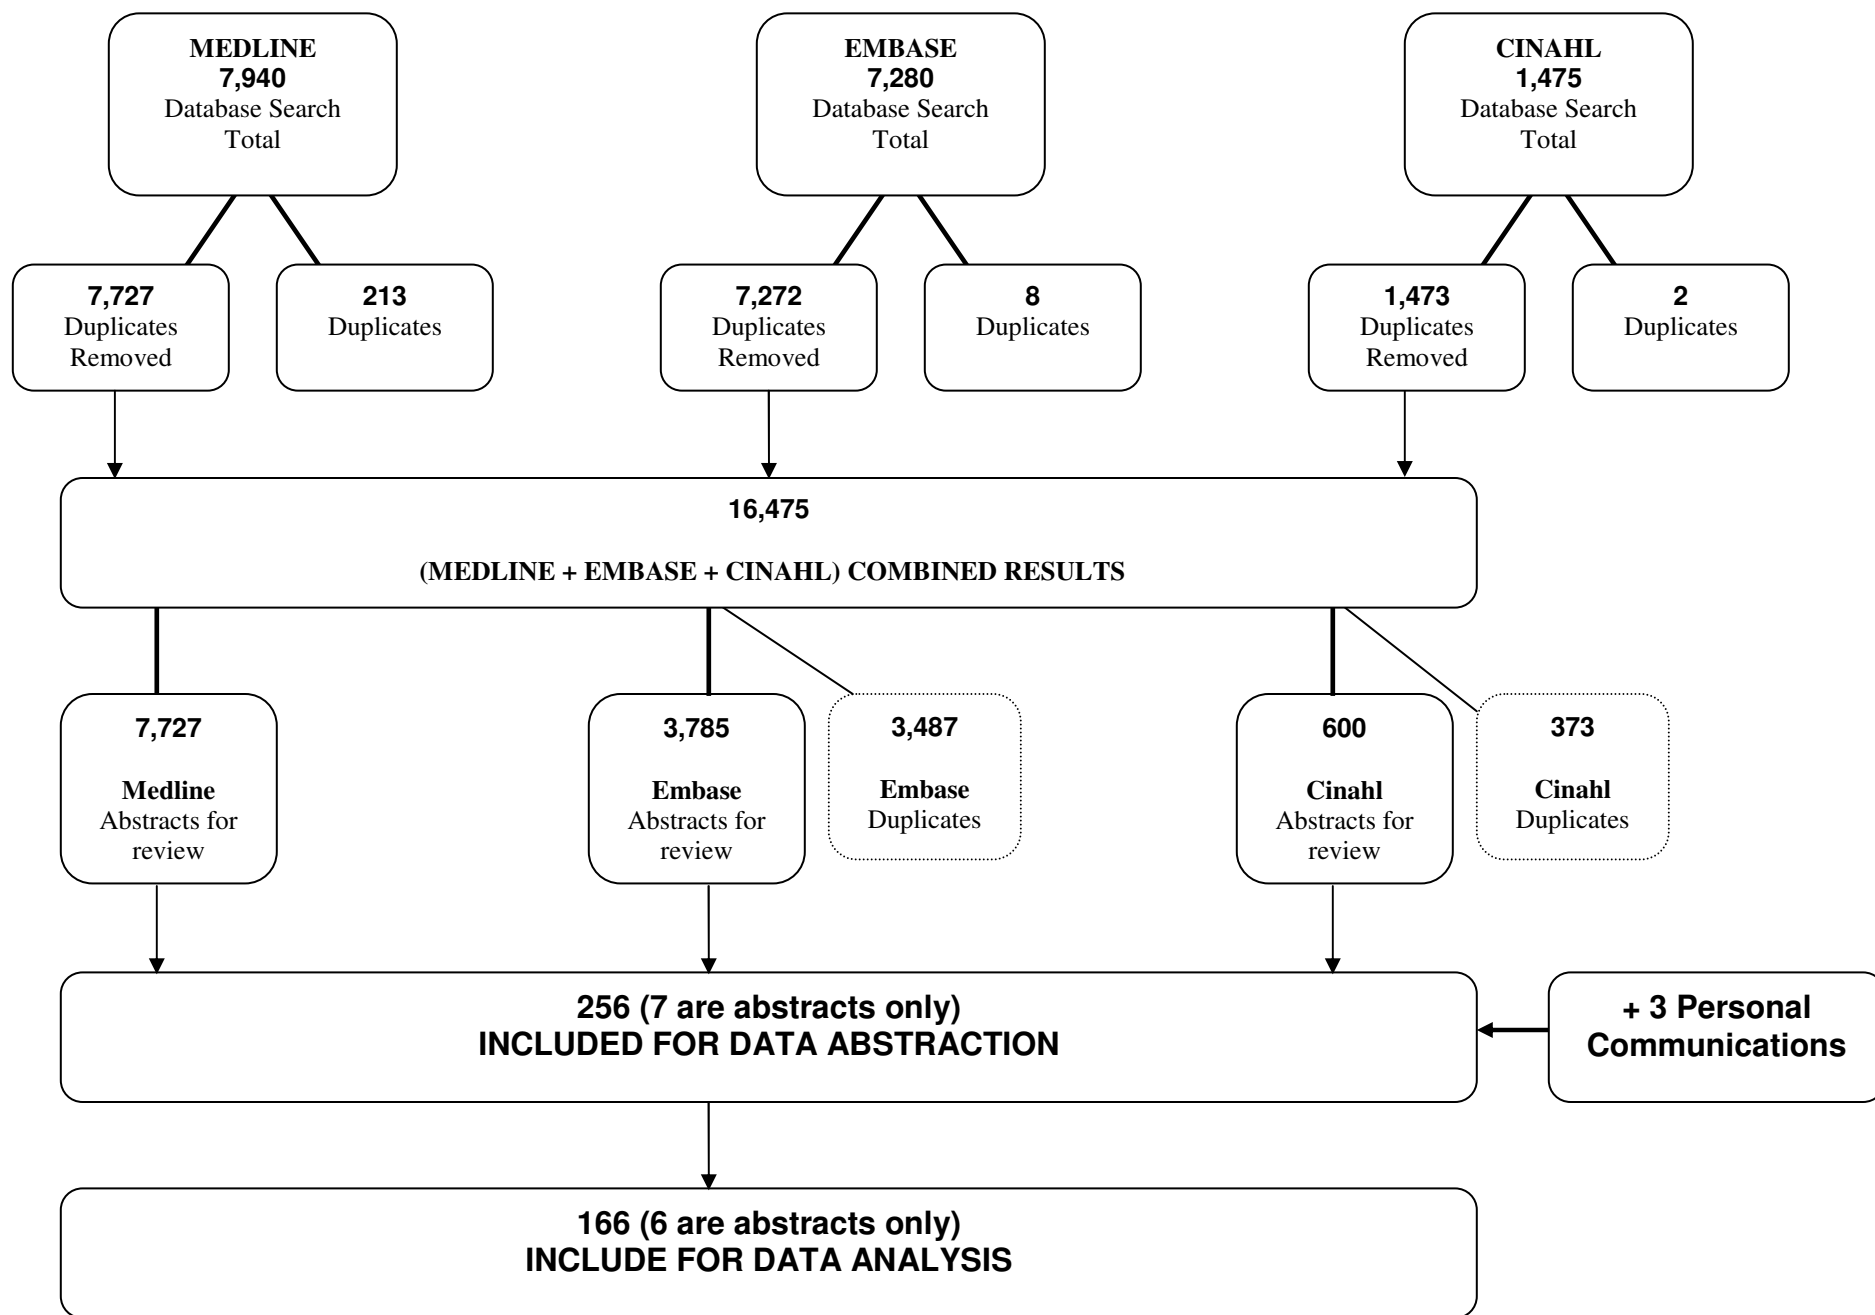 MEDLINE
7,940
Database Search
Total
EMBASE
7,280
Database Search
Total
CINAHL
1,475
Database Search
Total
7,727
Duplicates
Removed
213
Duplicates
7,272
Duplicates
Removed
8
Duplicates
1,473
Duplicates
Removed
2
Duplicates
16,475
(MEDLINE + EMBASE + CINAHL) COMBINED RESULTS
7,727
Medline
Abstracts for
review
3,785
Embase
Abstracts for
review
3,487
Embase
Duplicates
600
Cinahl
Abstracts for
review
373
Cinahl
Duplicates
256 (7 are abstracts only)
INCLUDED FOR DATA ABSTRACTION
+ 3 Personal
Communications
166 (6 are abstracts only)
INCLUDE FOR DATA ANALYSIS